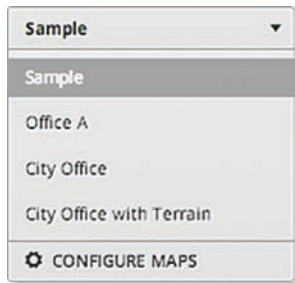 Sample
Sample
Office A
City Office
City Office with Terrain
CONFIGURE MAPS